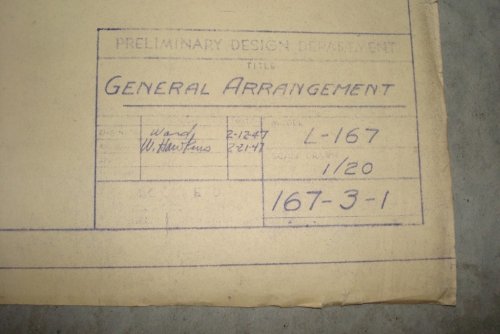 PRELIMINARY DESIGN DEPARTMENT
TITLE
GENERAL ARRANGEMENT
Ward 2-12-47
W. Hawkins 2-21-47
MODEL
L-167
1/20
167-3-1